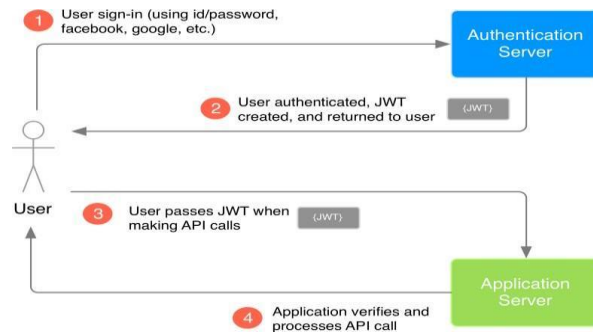 1 User sign-in (using id/password,
facebook, google, etc.)
Authentication
Server
2 User authenticated, JWT
created, and returned to user
{JWT}
User
3 User passes JWT when
making API calls
{JWT}
Application
Server
4 Application verifies and
processes API call